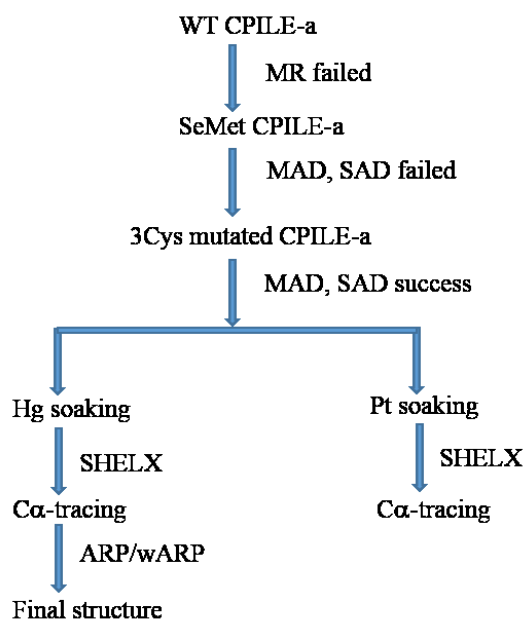 WT CPILE-a
MR failed
SeMet CPILE-a
MAD, SAD failed
3Cys mutated CPILE-a
MAD, SAD success
Hg soaking
Pt soaking
SHELX
SHELX
Cα-tracing
Cα-tracing
ARP/wARP
Final structure